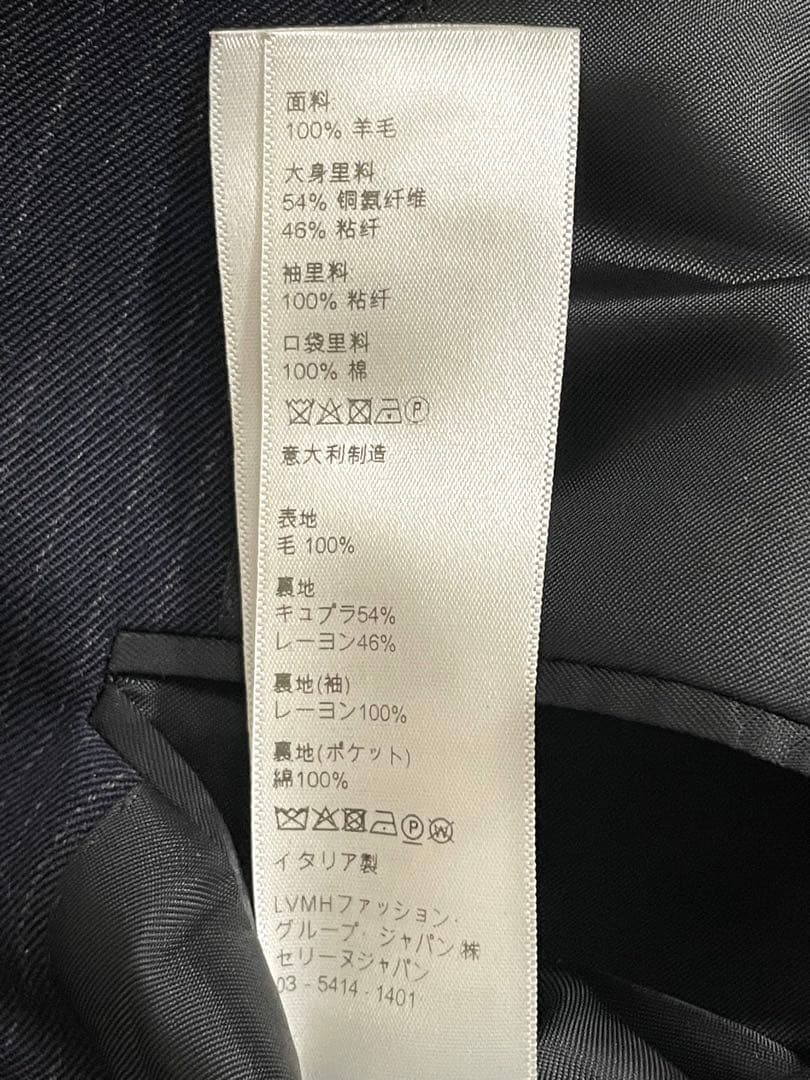 面料
100% 羊毛
大身里料
54% 铜氨纤维
46% 粘纤
袖里料
100% 粘纤
口袋里料
100% 棉
P
意大利制造
表地
毛 100%
裏地
キュプラ54%
レーヨン46%
裏地(袖)
レーヨン100%
裏地(ポケット)
綿100%
P W
イタリア製
LVMHファッション・
グループ・ジャパン㈱
セリーヌジャパン
03 - 5414 - 1401